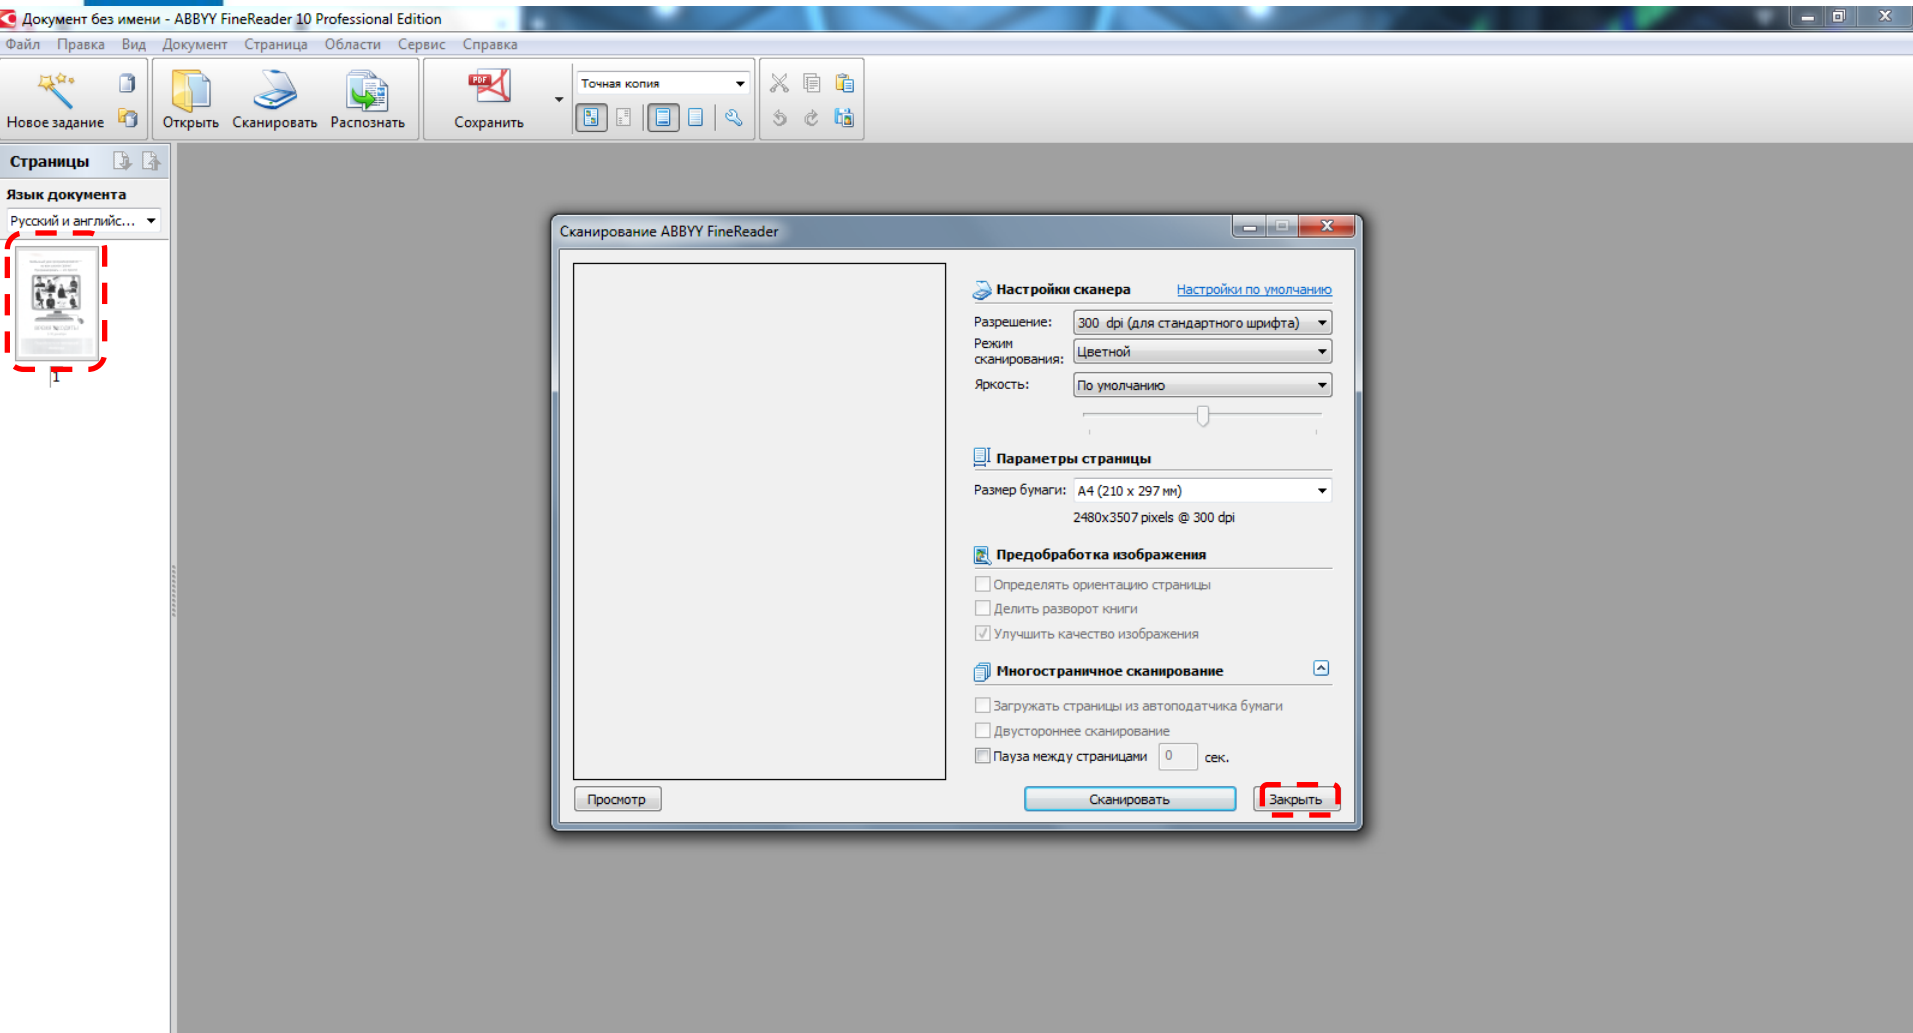 Документ без имени - ABBYY FineReader 10 Professional Edition
Файл Правка Вид Документ Страница Области Сервис Справка
Новое задание Открыть Сканировать Распознать Сохранить
PDF
Точная копия
Страницы
Язык документа
Русский и английс...
1
Сканирование ABBYY FineReader
Настройки сканера Настройки по умолчанию
Разрешение: 300 dpi (для стандартного шрифта)
Режим
сканирования: Цветной
Яркость: По умолчанию
Параметры страницы
Размер бумаги: A4 (210 x 297 мм)
2480x3507 pixels @ 300 dpi
Предобработка изображения
Определять ориентацию страницы
Делить разворот книги
Улучшить качество изображения
Многостраничное сканирование
Загружать страницы из автоподатчика бумаги
Двустороннее сканирование
Пауза между страницами 0 сек.
Просмотр Сканировать Закрыть